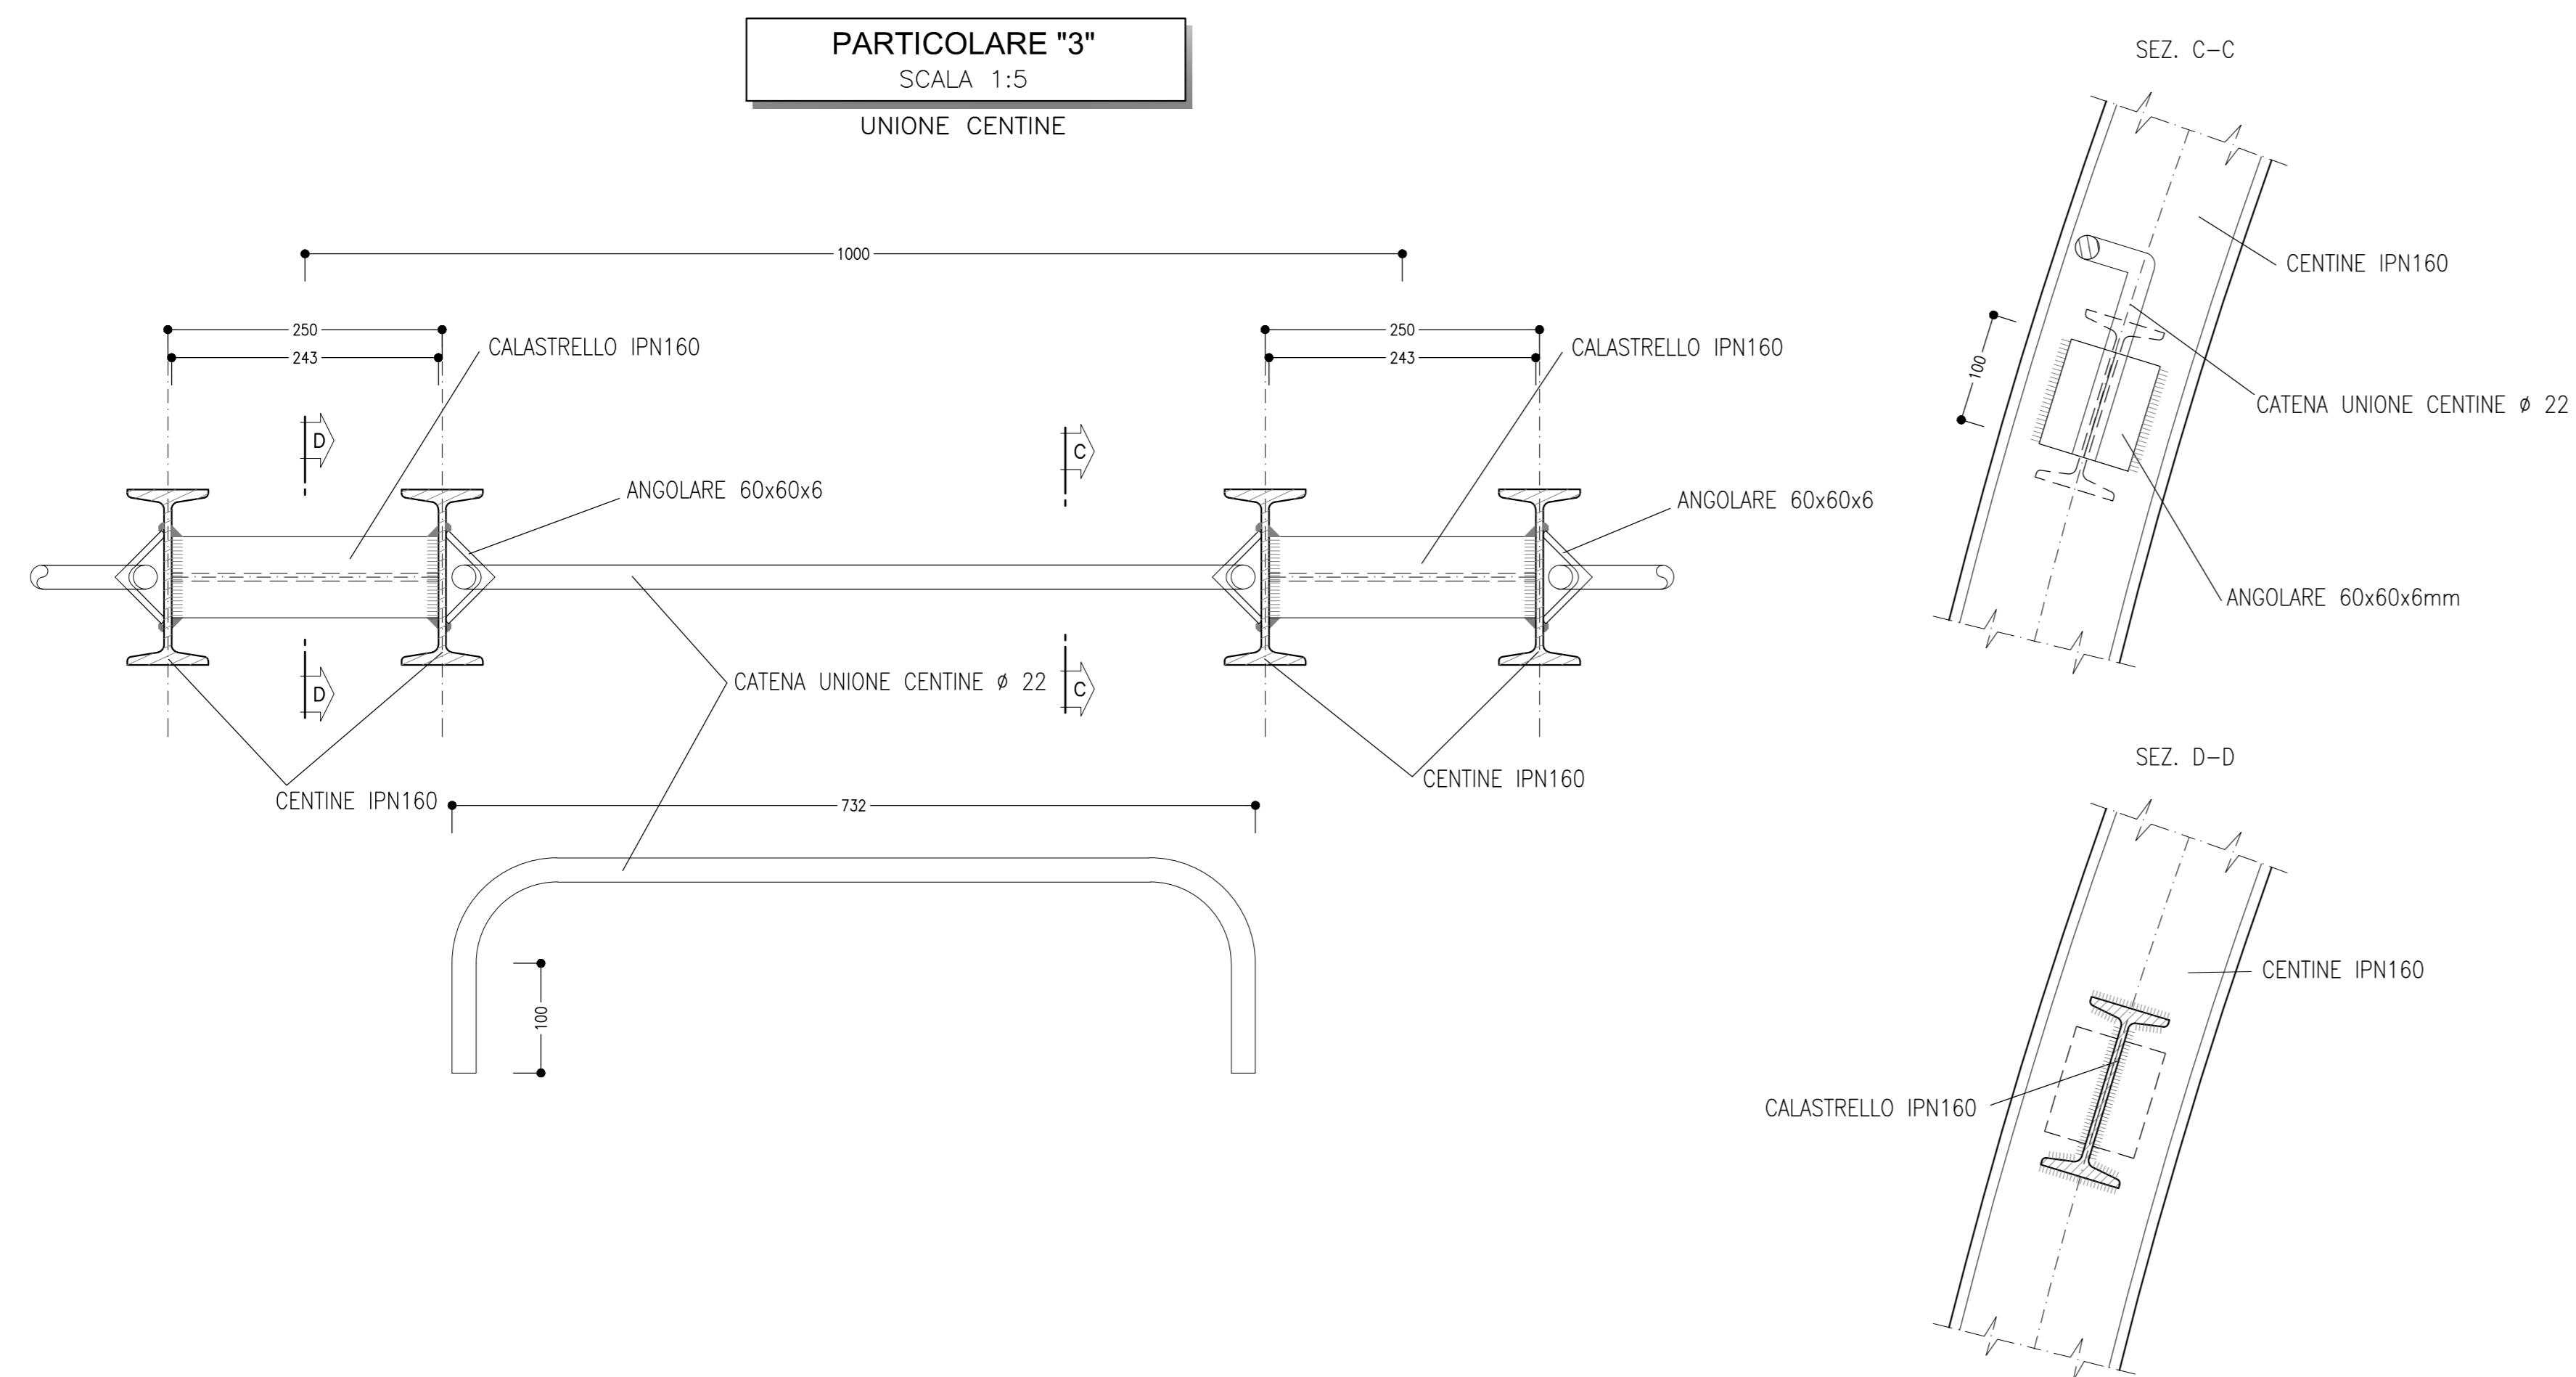 PARTICOLARE "3"
SCALA 1:5
UNIONE CENTINE
1000
250
243
CALASTRELLO IPN160
250
243
CALASTRELLO IPN160
D
C
ANGOLARE 60x60x6
ANGOLARE 60x60x6
D
CATENA UNIONE CENTINE ø 22
C
CENTINE IPN160
CENTINE IPN160
732
100
SEZ. C-C
CENTINE IPN160
100
CATENA UNIONE CENTINE ø 22
ANGOLARE 60x60x6mm
SEZ. D-D
CENTINE IPN160
CALASTRELLO IPN160